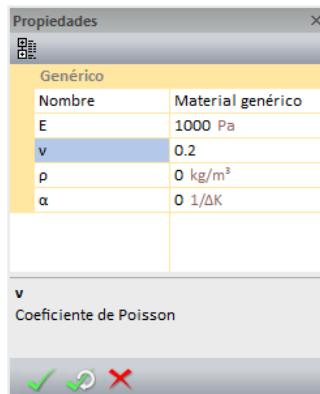 Propiedades
Genérico
Nombre Material genérico
E 1000 Pa
ν 0.2
ρ 0 kg/m³
α 0 1/ΔK
ν
Coeficiente de Poisson